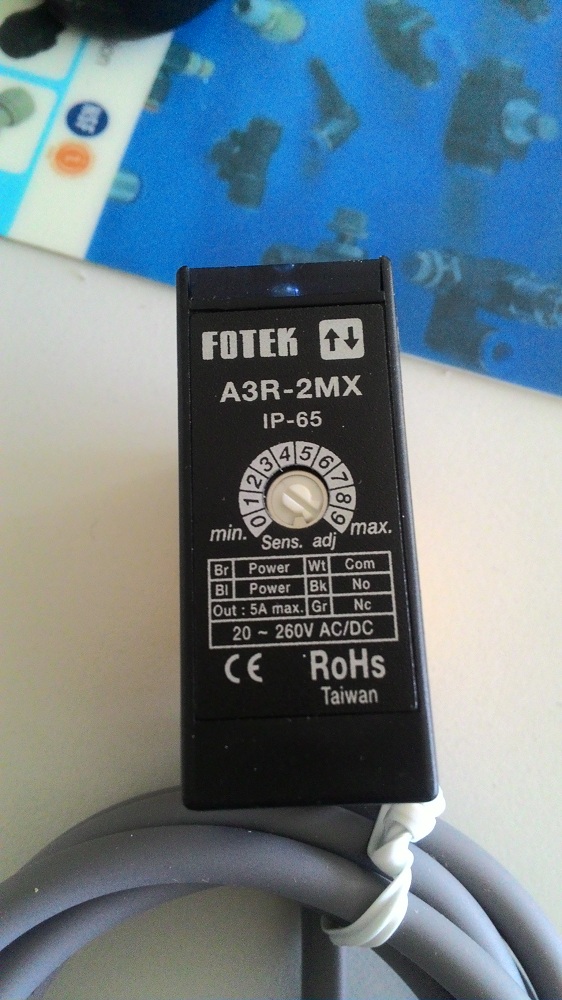 FOTEK
A3R-2MX
IP-65
0 1 2 3 4 5 6 7 8 9
min. Sens. adj max.
Br Power Wt Com
Bl Power Bk No
Out : 5A max. Gr Nc
20 ~ 260V AC/DC
CE RoHs
Taiwan